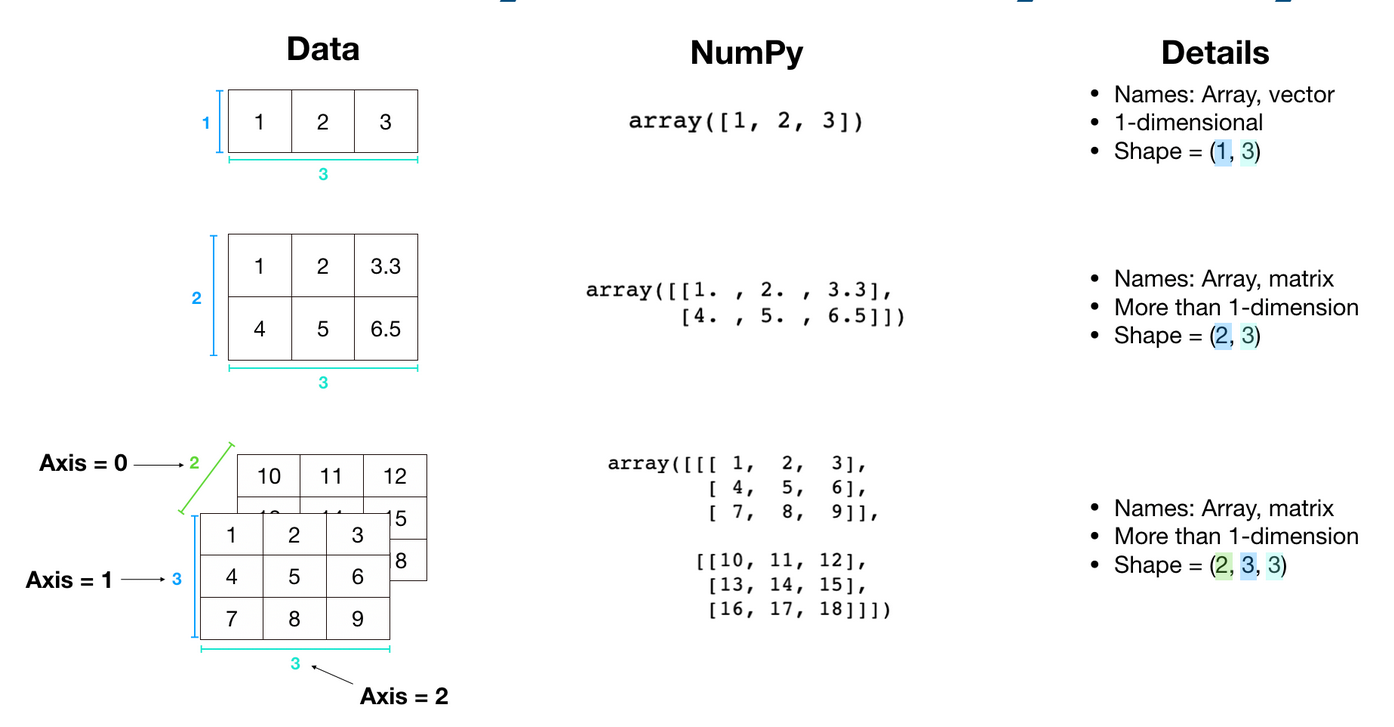 Data
NumPy
Details
1
1 2 3
3
array([1, 2, 3])
• Names: Array, vector
• 1-dimensional
• Shape = (1, 3)
2
1 2 3.3
4 5 6.5
3
array([[1. , 2. , 3.3],
[4. , 5. , 6.5]])
• Names: Array, matrix
• More than 1-dimension
• Shape = (2, 3)
Axis = 0
2
10 11 12
15
18
Axis = 1
3
1 2 3
4 5 6
7 8 9
3
Axis = 2
array([[[ 1, 2, 3],
[ 4, 5, 6],
[ 7, 8, 9]],
[[10, 11, 12],
[13, 14, 15],
[16, 17, 18]]])
• Names: Array, matrix
• More than 1-dimension
• Shape = (2, 3, 3)